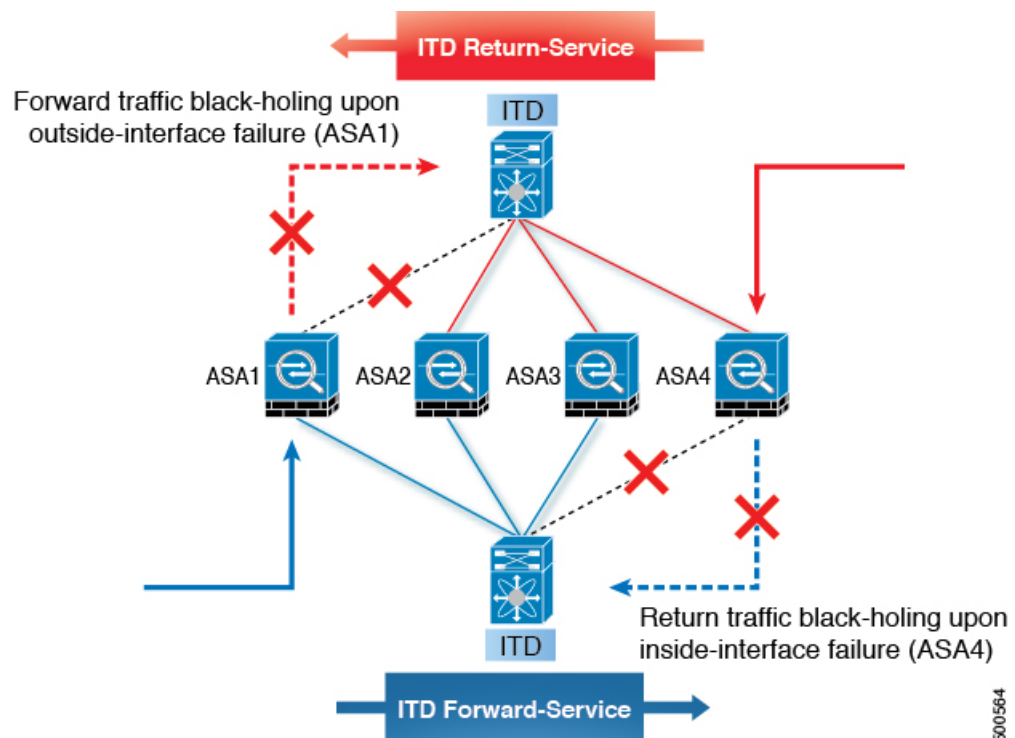 ITD Return-Service
Forward traffic black-holing upon
outside-interface failure (ASA1)
ITD
ASA1
ASA2
ASA3
ASA4
Return traffic black-holing upon
inside-interface failure (ASA4)
ITD
ITD Forward-Service
500564